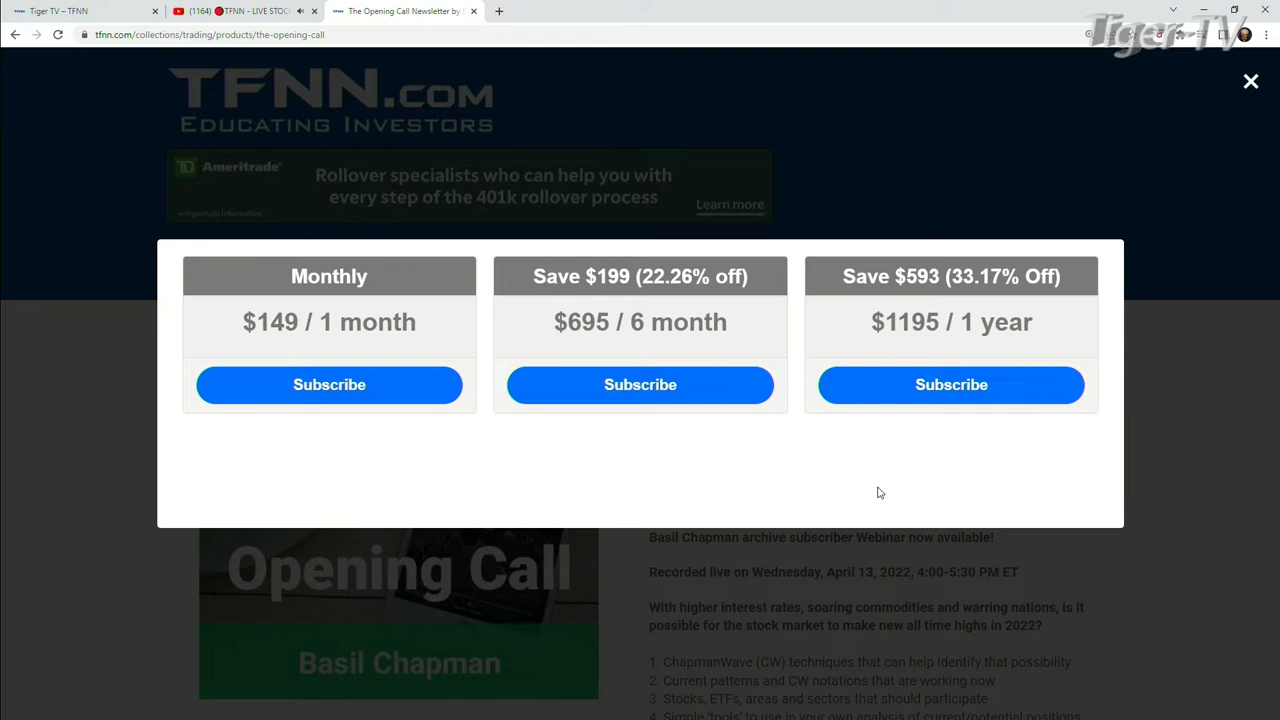 Tiger TV – TFNN
(1164) 🔴TFNN - LIVE STOC
The Opening Call Newsletter by
tfnn.com/collections/trading/products/the-opening-call
Tiger TV
TFNN.COM
EDUCATING INVESTORS
TD Ameritrade
Rollover specialists who can help you with
every step of the 401k rollover process
Learn more
Important Information
Monthly
$149 / 1 month
Subscribe
Save $199 (22.26% off)
$695 / 6 month
Subscribe
Save $593 (33.17% Off)
$1195 / 1 year
Subscribe
Opening Call
Basil Chapman
Basil Chapman archive subscriber Webinar now available!
Recorded live on Wednesday, April 13, 2022, 4:00-5:30 PM ET
With higher interest rates, soaring commodities and warring nations, is it
possible for the stock market to make new all time highs in 2022?
1. ChapmanWave (CW) techniques that can help identify that possibility
2. Current patterns and CW notations that are working now
3. Stocks, ETFs, areas and sectors that should participate
4. Simple 'tools' to use in your own analysis of current/potential positions